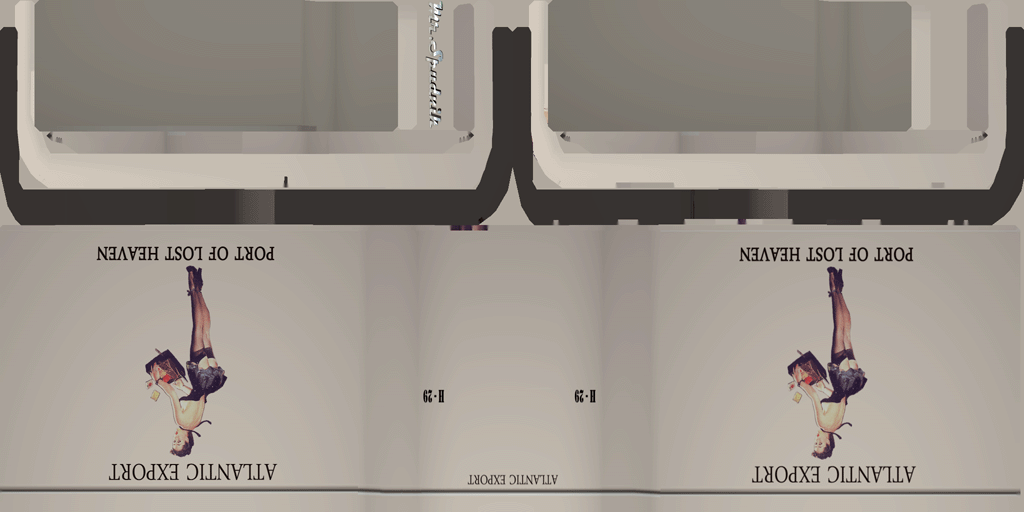 PORT OF LOST HEAVEN
PORT OF LOST HEAVEN
H·29
H·29
ATLANTIC EXPORT
ATLANTIC EXPORT
ATLANTIC EXPORT